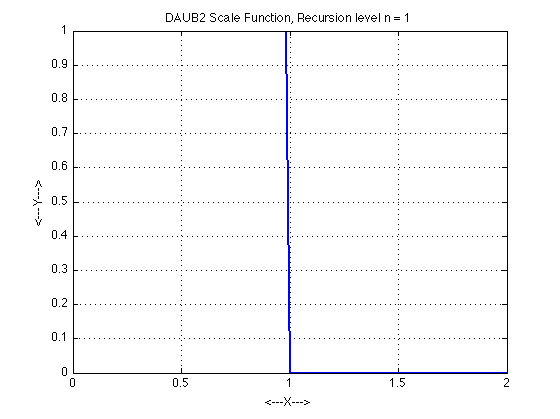 DAUB2 Scale Function, Recursion level n = 1
1
0.9
0.8
0.7
0.6
0.5
0.4
0.3
0.2
0.1
0
<---Y--->
0 0.5 1 1.5 2
<---X--->